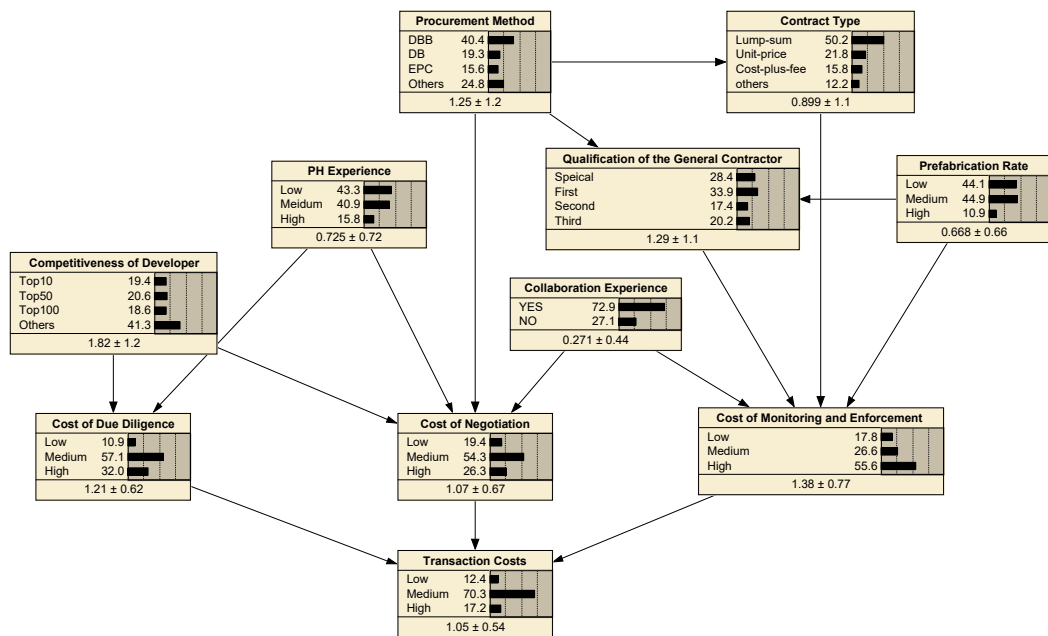 Procurement Method
DBB 40.4
DB 19.3
EPC 15.6
Others 24.8
1.25 ± 1.2
Contract Type
Lump-sum 50.2
Unit-price 21.8
Cost-plus-fee 15.8
others 12.2
0.899 ± 1.1
PH Experience
Low 43.3
Meidum 40.9
High 15.8
0.725 ± 0.72
Qualification of the General Contractor
Speical 28.4
First 33.9
Second 17.4
Third 20.2
1.29 ± 1.1
Prefabrication Rate
Low 44.1
Medium 44.9
High 10.9
0.668 ± 0.66
Competitiveness of Developer
Top10 19.4
Top50 20.6
Top100 18.6
Others 41.3
1.82 ± 1.2
Collaboration Experience
YES 72.9
NO 27.1
0.271 ± 0.44
Cost of Due Diligence
Low 10.9
Medium 57.1
High 32.0
1.21 ± 0.62
Cost of Negotiation
Low 19.4
Medium 54.3
High 26.3
1.07 ± 0.67
Cost of Monitoring and Enforcement
Low 17.8
Medium 26.6
High 55.6
1.38 ± 0.77
Transaction Costs
Low 12.4
Medium 70.3
High 17.2
1.05 ± 0.54